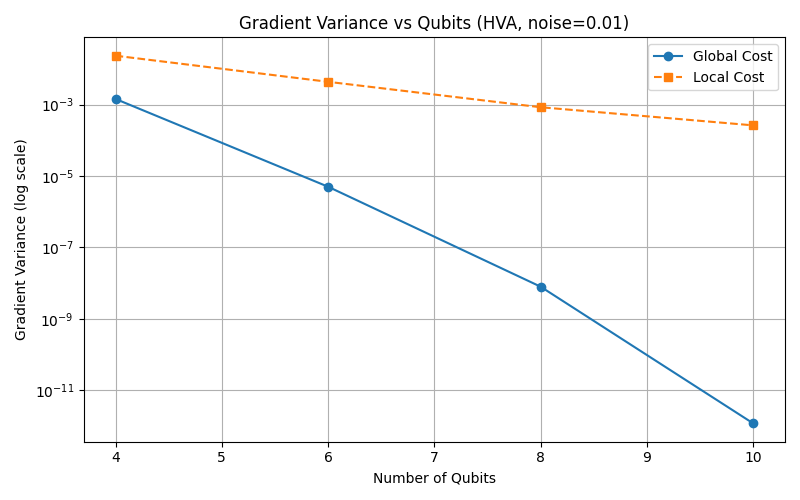 Gradient Variance vs Qubits (HVA, noise=0.01)
Global Cost
Local Cost
Gradient Variance (log scale)
10⁻³
10⁻⁵
10⁻⁷
10⁻⁹
10⁻¹¹
4 5 6 7 8 9 10
Number of Qubits